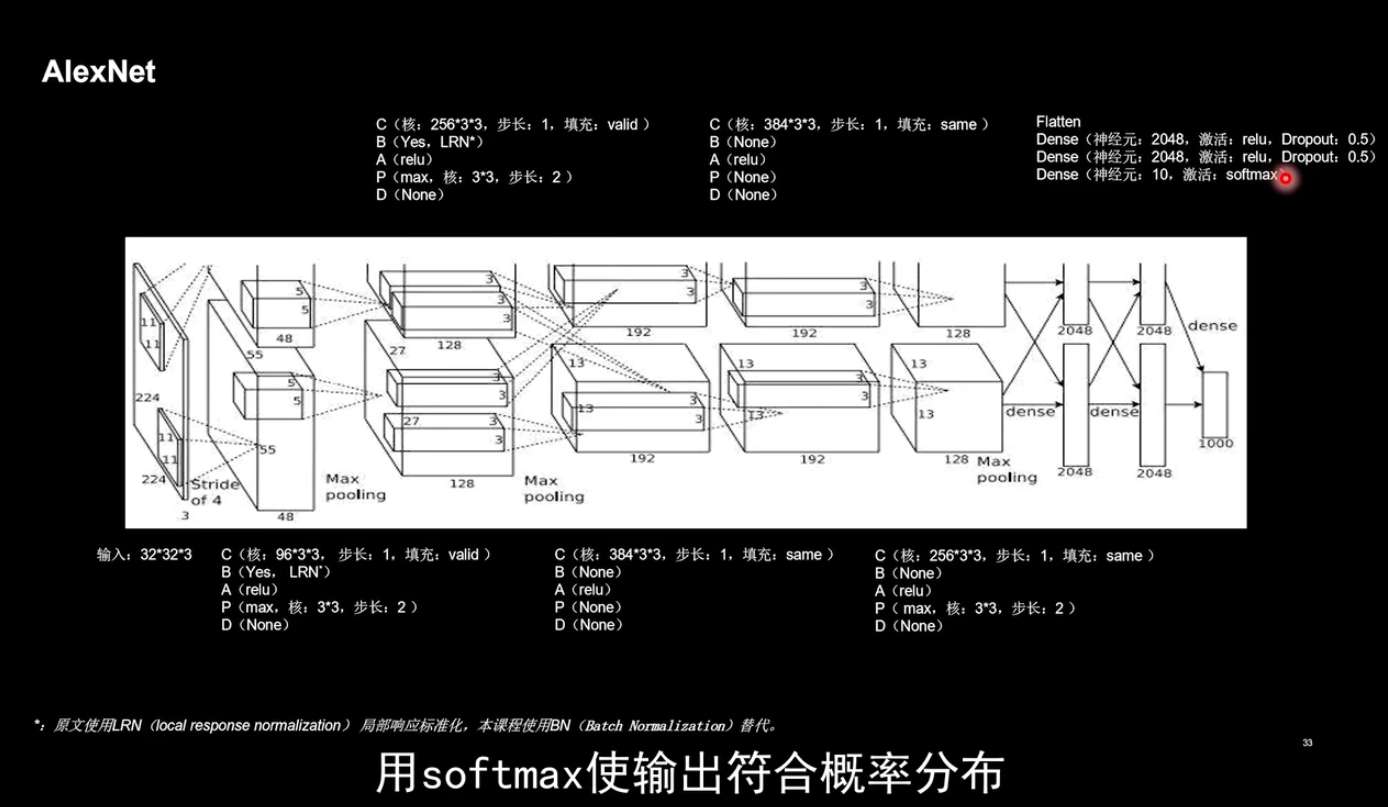 AlexNet
C（核：256*3*3，步长：1，填充：valid ）
B（Yes，LRN*）
A（relu）
P（max，核：3*3，步长：2 ）
D（None）
C（核：384*3*3，步长：1，填充：same ）
B（None）
A（relu）
P（None）
D（None）
Flatten
Dense（神经元：2048，激活：relu，Dropout：0.5）
Dense（神经元：2048，激活：relu，Dropout：0.5）
Dense（神经元：10，激活：softmax
11
11
224
11
11
224
3
Stride
of 4
5
5
48
55
5
5
55
48
Max
pooling
3
3
3
128
27
3
3
27
3
3
128
Max
pooling
3
3
192
13
13
3
3
192
3
3
192
13
13
3
3
192
128
13
13
128
Max
pooling
2048
2048
dense
dense
dense
2048
2048
1000
输入：32*32*3
C（核：96*3*3， 步长：1，填充：valid ）
B（Yes， LRN*）
A（relu）
P（max，核：3*3，步长：2 ）
D（None）
C（核：384*3*3，步长：1，填充：same ）
B（None）
A（relu）
P（None）
D（None）
C（核：256*3*3，步长：1，填充：same ）
B（None）
A（relu）
P（ max，核：3*3，步长：2 ）
D（None）
*：原文使用LRN（local response normalization） 局部响应标准化，本课程使用BN（Batch Normalization）替代。
33
用softmax使输出符合概率分布